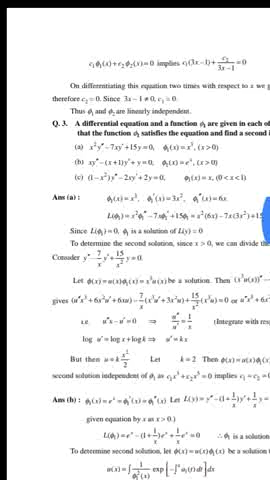 c₁ϕ₁(x)+c₂ϕ₂(x)=0 implies c₁(3x-1)+ c₂/(3x-1) =0
On differentiating this equation two times with respect to x we g
therefore c₂=0. Since 3x-1≠0, c₁=0.
Thus ϕ₁ and ϕ₂ are linearly independent.
Q. 3. A differential equation and a function ϕ₁ are given in each of
that the function ϕ₁ satisfies the equation and find a second i
(a) x²y″-7xy′+15y=0, ϕ₁(x)=x³, (x>0)
(b) xy″-(x+1)y′+y=0, ϕ₁(x)=eˣ, (x>0)
(c) (1-x²)y″-2xy′+2y=0, ϕ₁(x)=x, (0<x<1)
Ans (a) : ϕ₁(x)=x³, ϕ₁′(x)=3x², ϕ₁″(x)=6x
L(ϕ₁)=x²ϕ₁″-7xϕ₁′+15ϕ₁=x²(6x)-7x(3x²)+15
Since L(ϕ₁)=0, ϕ₁ is a solution of L(y)=0
To determine the second solution, since x>0, we can divide the
Consider y″- 7/x y′+ 15/x² y=0.
Let ϕ(x)=u(x)ϕ₁(x)=x³u(x) be a solution. Then (x³u(x))″-
gives (u″x³+6x²u′+6xu)- 7/x (x³u′+3x²u)+ 15/x² (x³u)=0 or u″x³+6x²
i.e. u″x-u′=0 ⇒ u″/u′ = 1/x (Integrate with resp
log u′=log x+log k ⇒ u′=kx
But then u=k x²/2 Let k=2 Then ϕ(x)=u(x)ϕ₁(x
second solution independent of ϕ₁ as c₁x³+c₂x⁵=0 implies c₁=c₂=0
Ans (b) : ϕ₁(x)=eˣ=ϕ₁′(x)=ϕ₁″(x) Let L(y)=y″-(1+1/x)y′+1/x y=
given equation by x as x>0.)
L(ϕ₁)=eˣ-(1+1/x)eˣ+1/x eˣ=0 ∴ ϕ₁ is a solution
To determine second solution, let ϕ(x)=u(x)ϕ₁(x) be a solution
u(x)=∫ 1/ϕ₁²(x) exp[-∫ˣ a₁(t)dt]dx